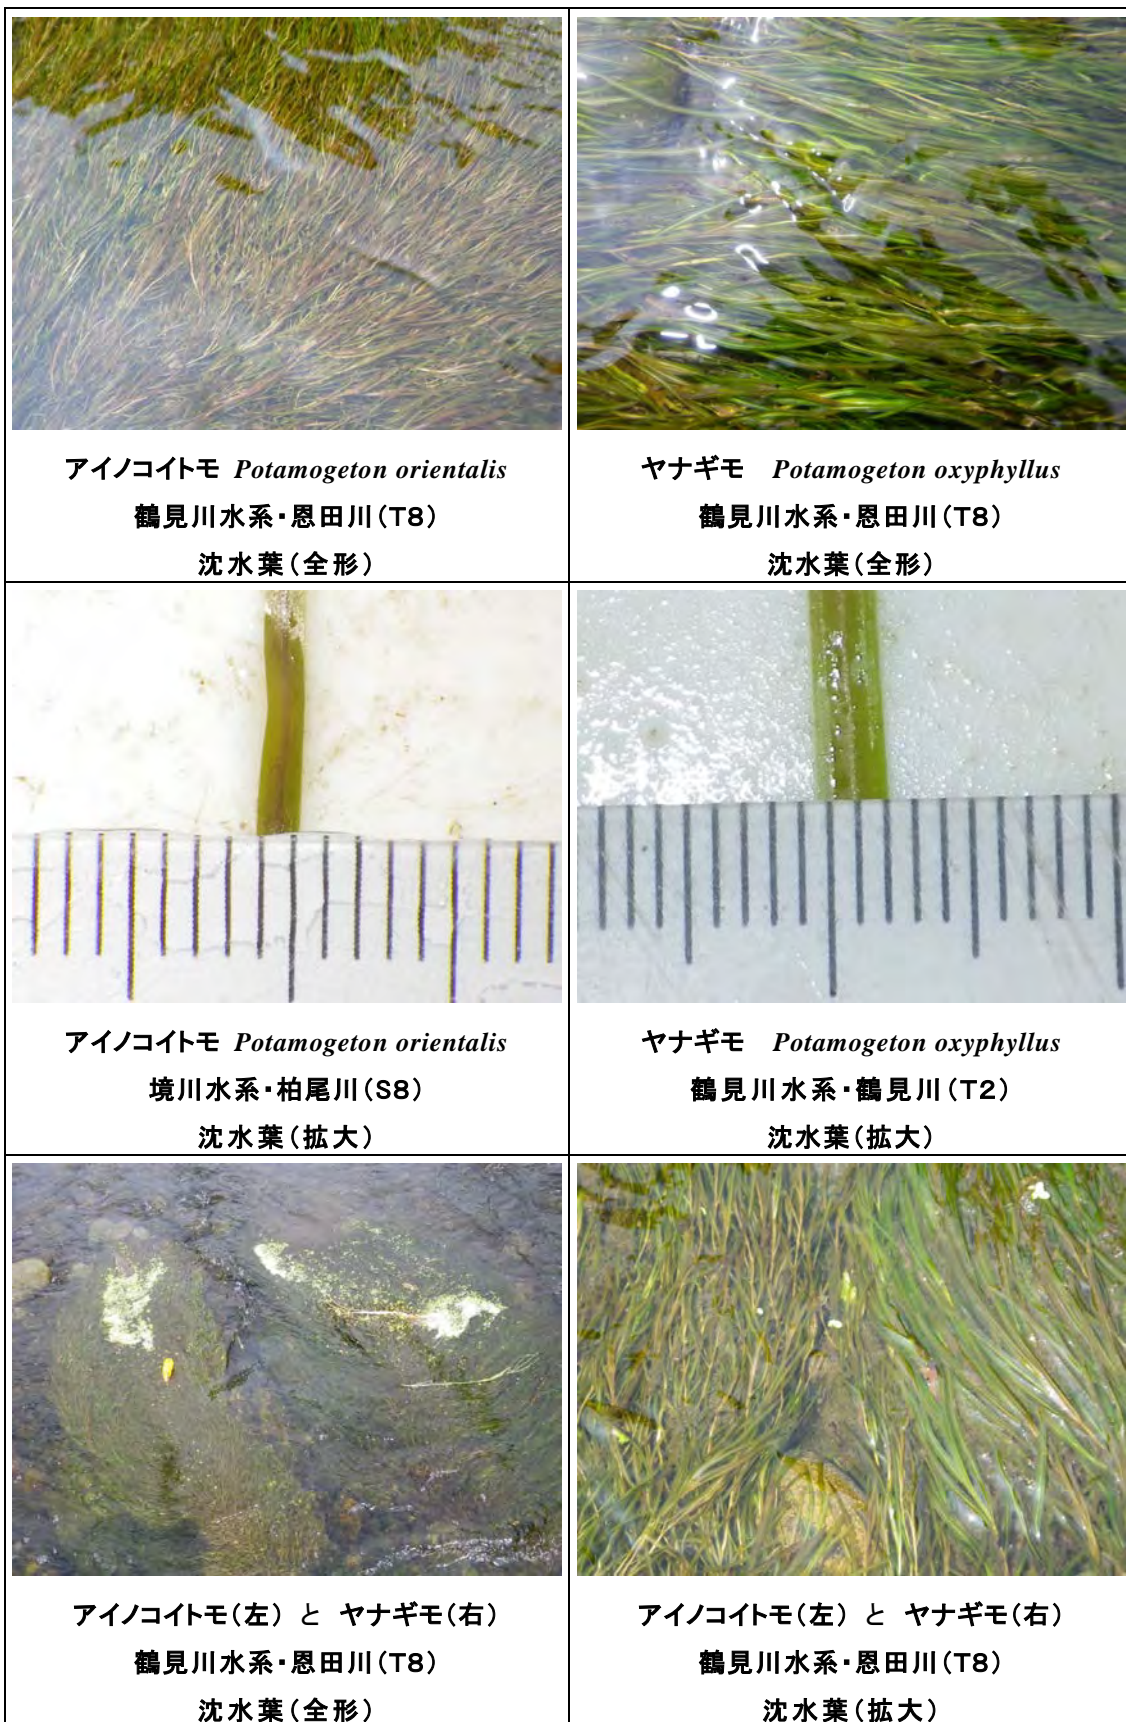 アイノコイトモ Potamogeton orientalis
鶴見川水系・恩田川(T8)
沈水葉(全形)
ヤナギモ Potamogeton oxyphyllus
鶴見川水系・恩田川(T8)
沈水葉(全形)
アイノコイトモ Potamogeton orientalis
境川水系・柏尾川(S8)
沈水葉(拡大)
ヤナギモ Potamogeton oxyphyllus
鶴見川水系・鶴見川(T2)
沈水葉(拡大)
アイノコイトモ(左) と ヤナギモ(右)
鶴見川水系・恩田川(T8)
沈水葉(全形)
アイノコイトモ(左) と ヤナギモ(右)
鶴見川水系・恩田川(T8)
沈水葉(拡大)